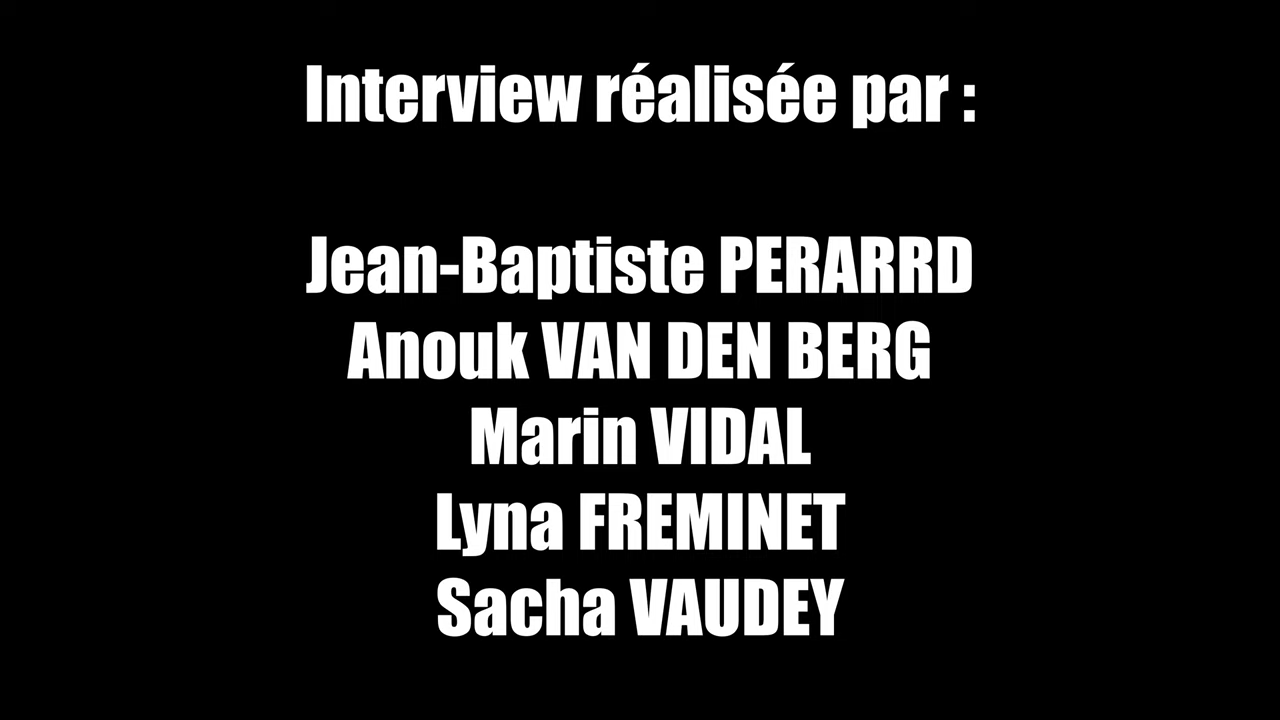 Interview réalisée par :
Jean-Baptiste PERARRD
Anouk VAN DEN BERG
Marin VIDAL
Lyna FREMINET
Sacha VAUDEY